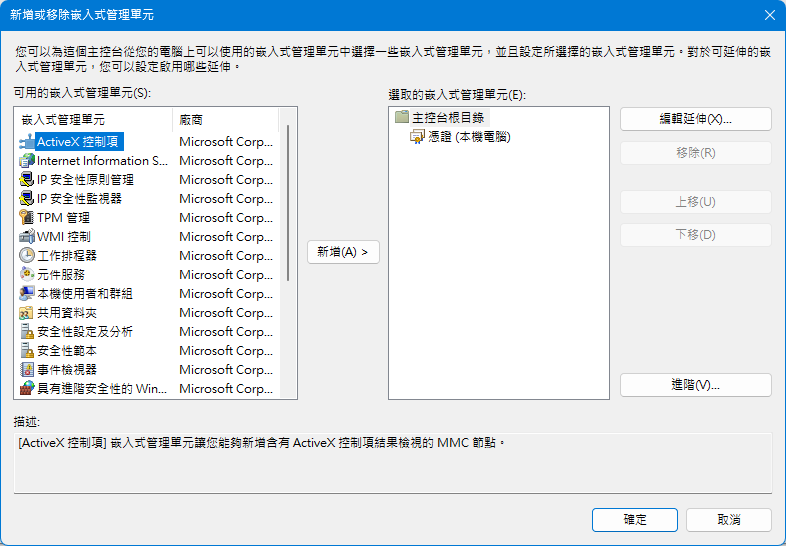 新增或移除嵌入式管理單元
您可以為這個主控台從您的電腦上可以使用的嵌入式管理單元中選擇一些嵌入式管理單元，並且設定所選擇的嵌入式管理單元。對於可延伸的嵌
入式管理單元，您可以設定啟用哪些延伸。
可用的嵌入式管理單元(S):
嵌入式管理單元 廠商
ActiveX 控制項 Microsoft Corp...
Internet Information S... Microsoft Corp...
IP 安全性原則管理 Microsoft Corp...
IP 安全性監視器 Microsoft Corp...
TPM 管理 Microsoft Corp...
WMI 控制 Microsoft Corp...
工作排程器 Microsoft Corp...
元件服務 Microsoft Corp...
本機使用者和群組 Microsoft Corp...
共用資料夾 Microsoft Corp...
安全性設定及分析 Microsoft Corp...
安全性範本 Microsoft Corp...
事件檢視器 Microsoft Corp...
具有進階安全性的 Win... Microsoft Corp...
新增(A) >
選取的嵌入式管理單元(E):
主控台根目錄
憑證 (本機電腦)
編輯延伸(X)...
移除(R)
上移(U)
下移(D)
進階(V)...
描述:
[ActiveX 控制項] 嵌入式管理單元讓您能夠新增含有 ActiveX 控制項結果檢視的 MMC 節點。
確定
取消